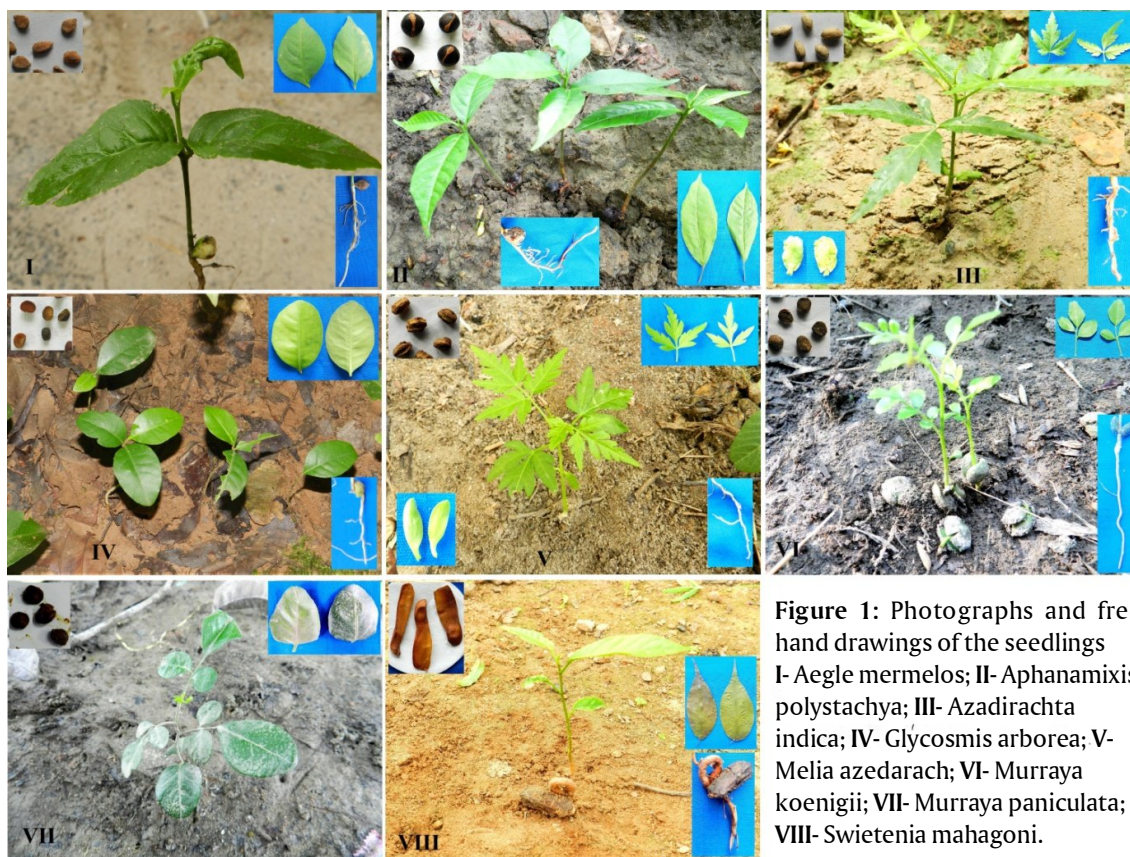 I
II
III
IV
V
VI
VII
VIII
Figure 1: Photographs and fre
hand drawings of the seedlings
I- Aegle mermelos; II- Aphanamixis
polystachya; III- Azadirachta
indica; IV- Glycosmis arborea; V-
Melia azedarach; VI- Murraya
koenigii; VII- Murraya paniculata;
VIII- Swietenia mahagoni.